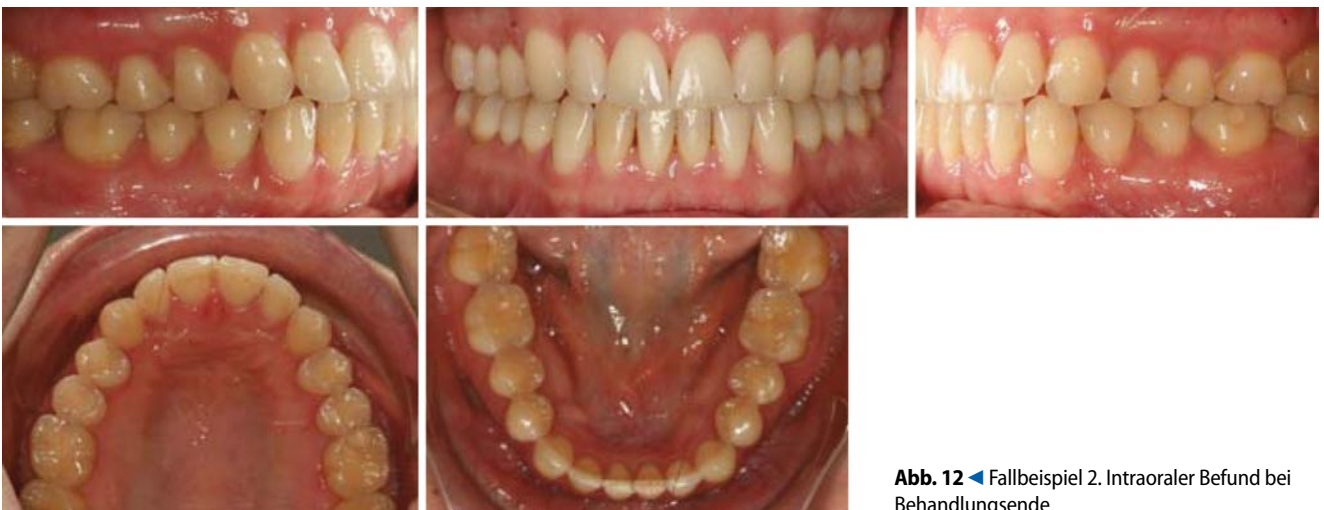 Abb. 12 ◀ Fallbeispiel 2. Intraoraler Befund bei
Behandlungsende